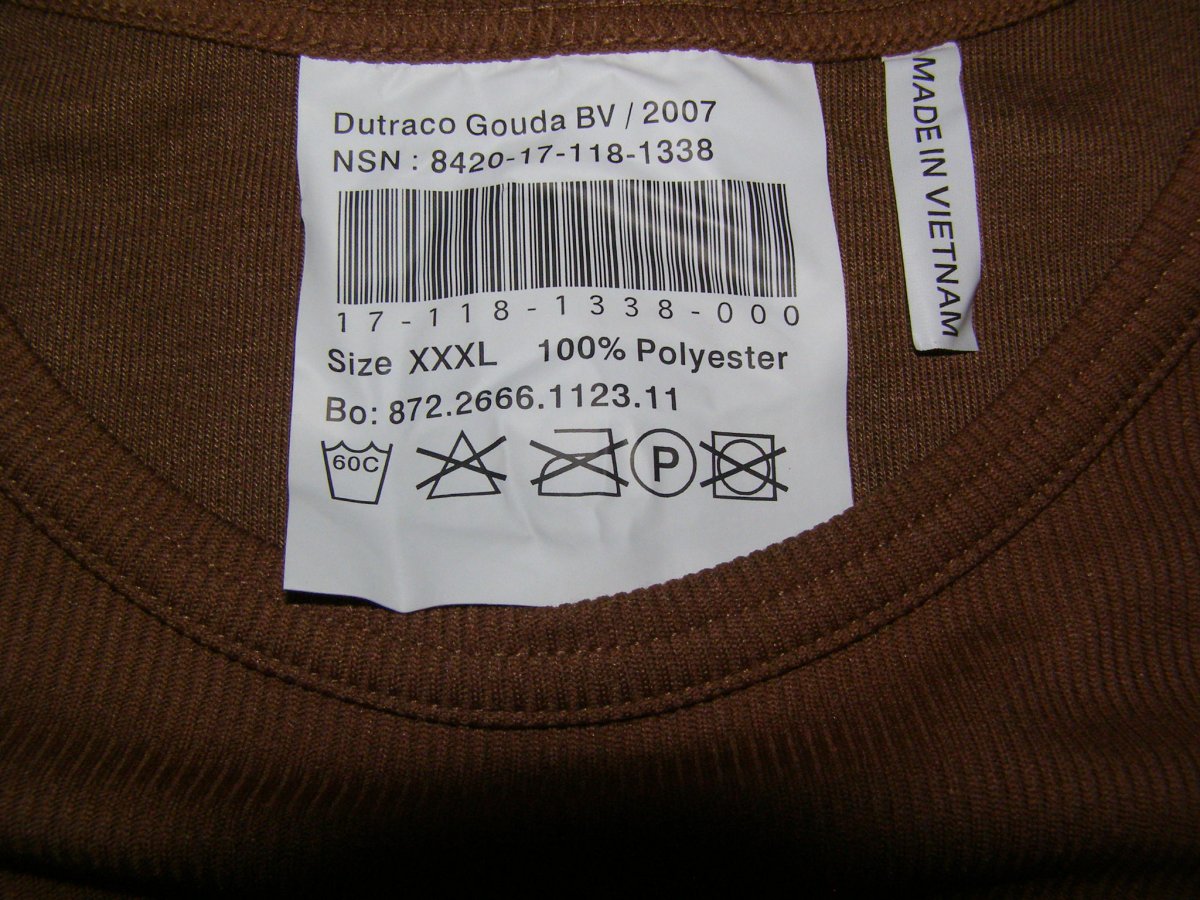 Dutraco Gouda BV / 2007
NSN : 8420-17-118-1338
17-118-1338-000
Size XXXL 100% Polyester
Bo: 872.2666.1123.11
60C
P
MADE IN VIETNAM